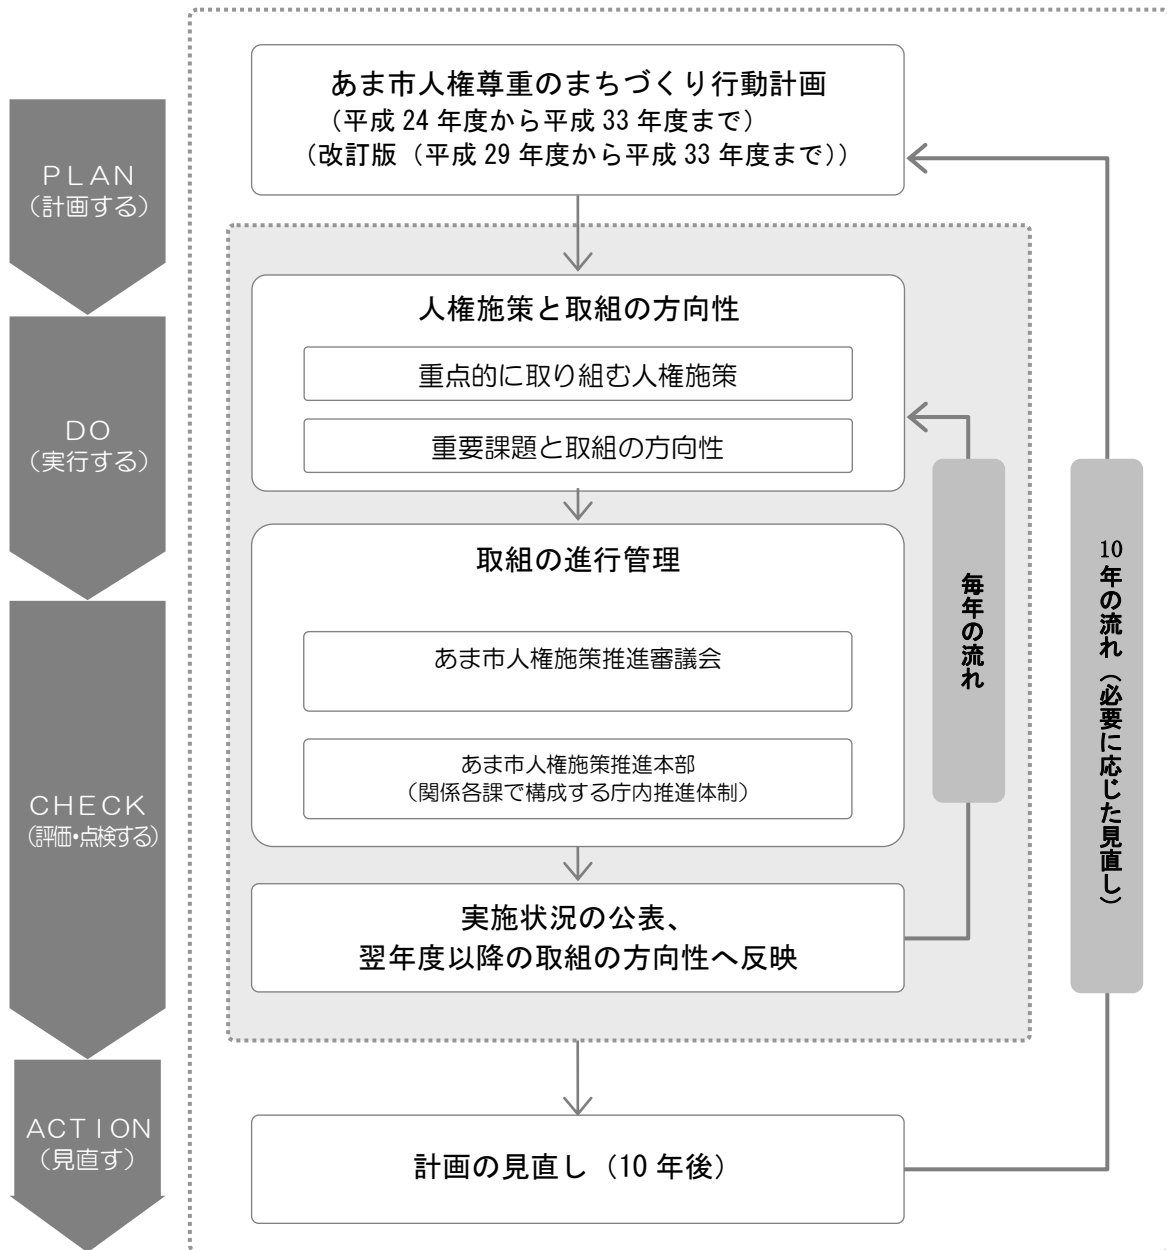 PLAN
(計画する)
DO
(実行する)
CHECK
(評価・点検する)
ACTION
(見直す)
あま市人権尊重のまちづくり行動計画
(平成 24 年度から平成 33 年度まで)
(改訂版(平成 29 年度から平成 33 年度まで))
人権施策と取組の方向性
重点的に取り組む人権施策
重要課題と取組の方向性
取組の進行管理
あま市人権施策推進審議会
あま市人権施策推進本部
(関係各課で構成する庁内推進体制)
実施状況の公表、
翌年度以降の取組の方向性へ反映
計画の見直し(10 年後)
毎年の流れ
10年の流れ(必要に応じた見直し)